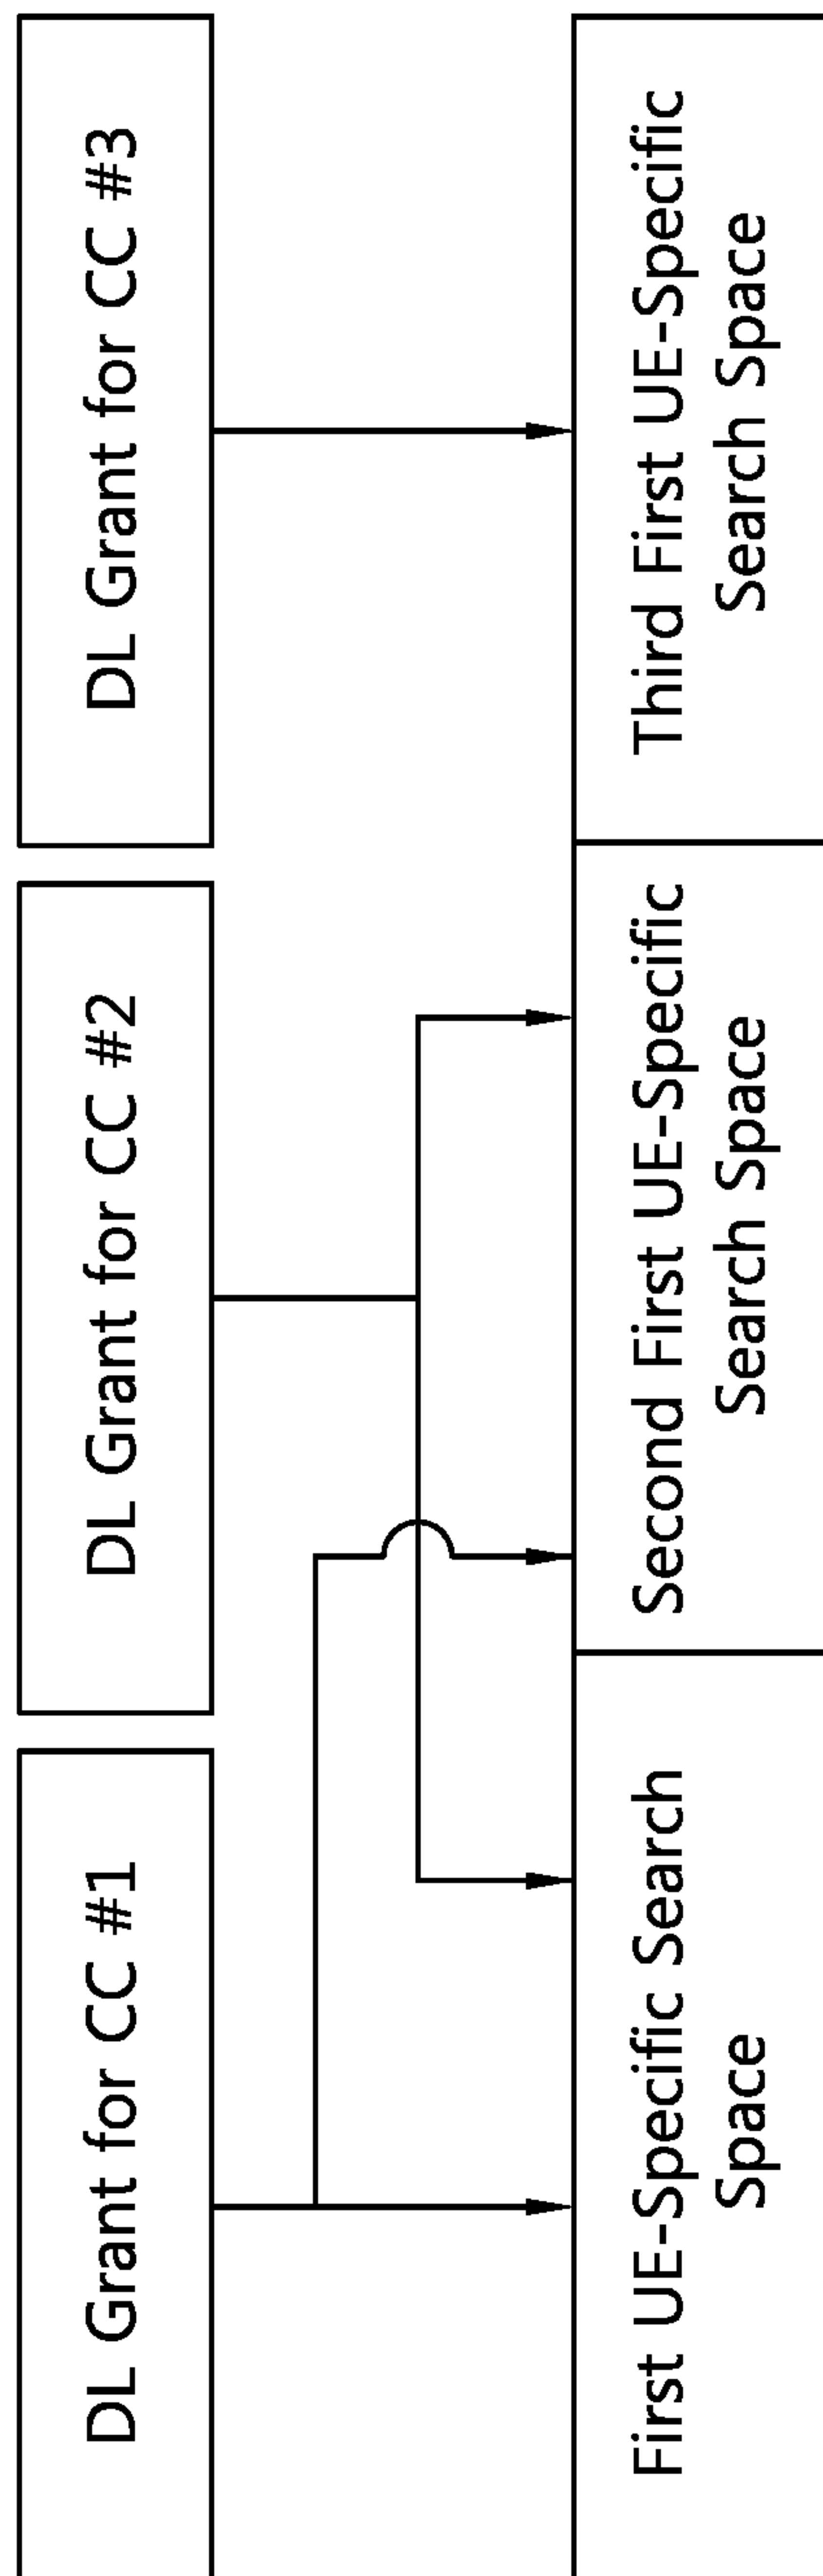 DL Grant for CC #1
DL Grant for CC #2
DL Grant for CC #3
First UE-Specific Search
Space
Second First UE-Specific
Search Space
Third First UE-Specific
Search Space